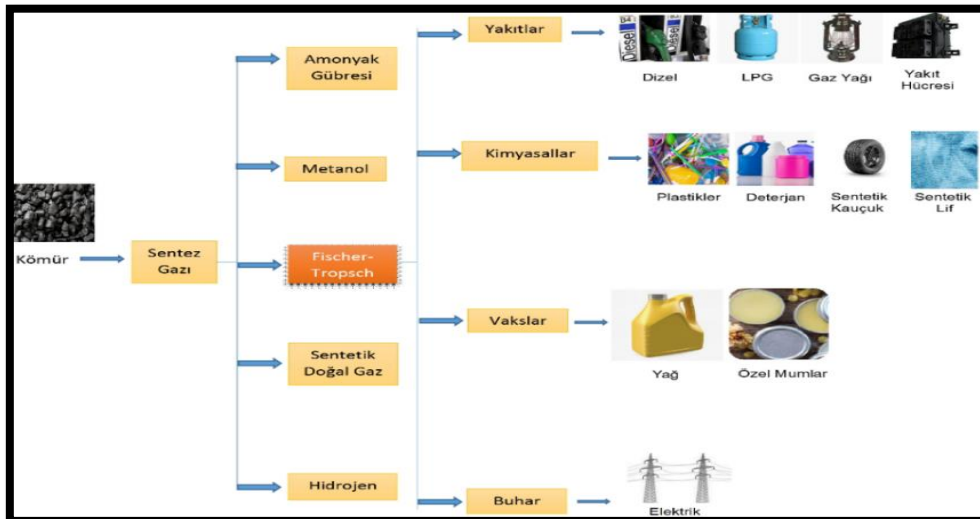 Kömür
Sentez
Gazı
Amonyak
Gübresi
Metanol
Fischer-
Tropsch
Sentetik
Doğal Gaz
Hidrojen
Yakıtlar
Diesel
Diesel
Dizel
LPG
Gaz Yağı
Yakıt
Hücresi
Kimyasallar
Plastikler
Deterjan
Sentetik
Kauçuk
Sentetik
Lif
Vakslar
Yağ
Özel Mumlar
Buhar
Elektrik